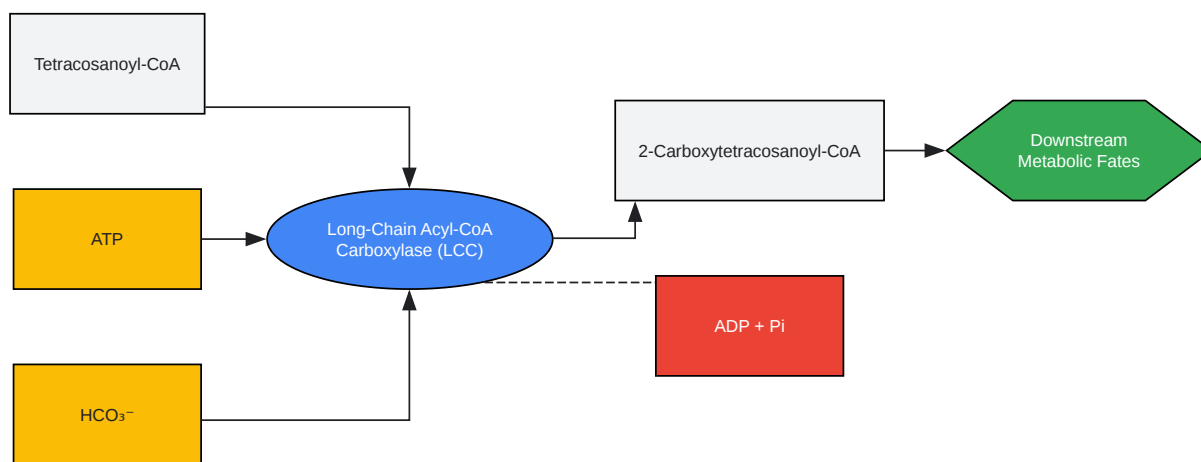 Tetracosanoyl-CoA
ATP
HCO₃⁻
Long-Chain Acyl-CoA
Carboxylase (LCC)
2-Carboxytetracosanoyl-CoA
ADP + Pi
Downstream
Metabolic Fates